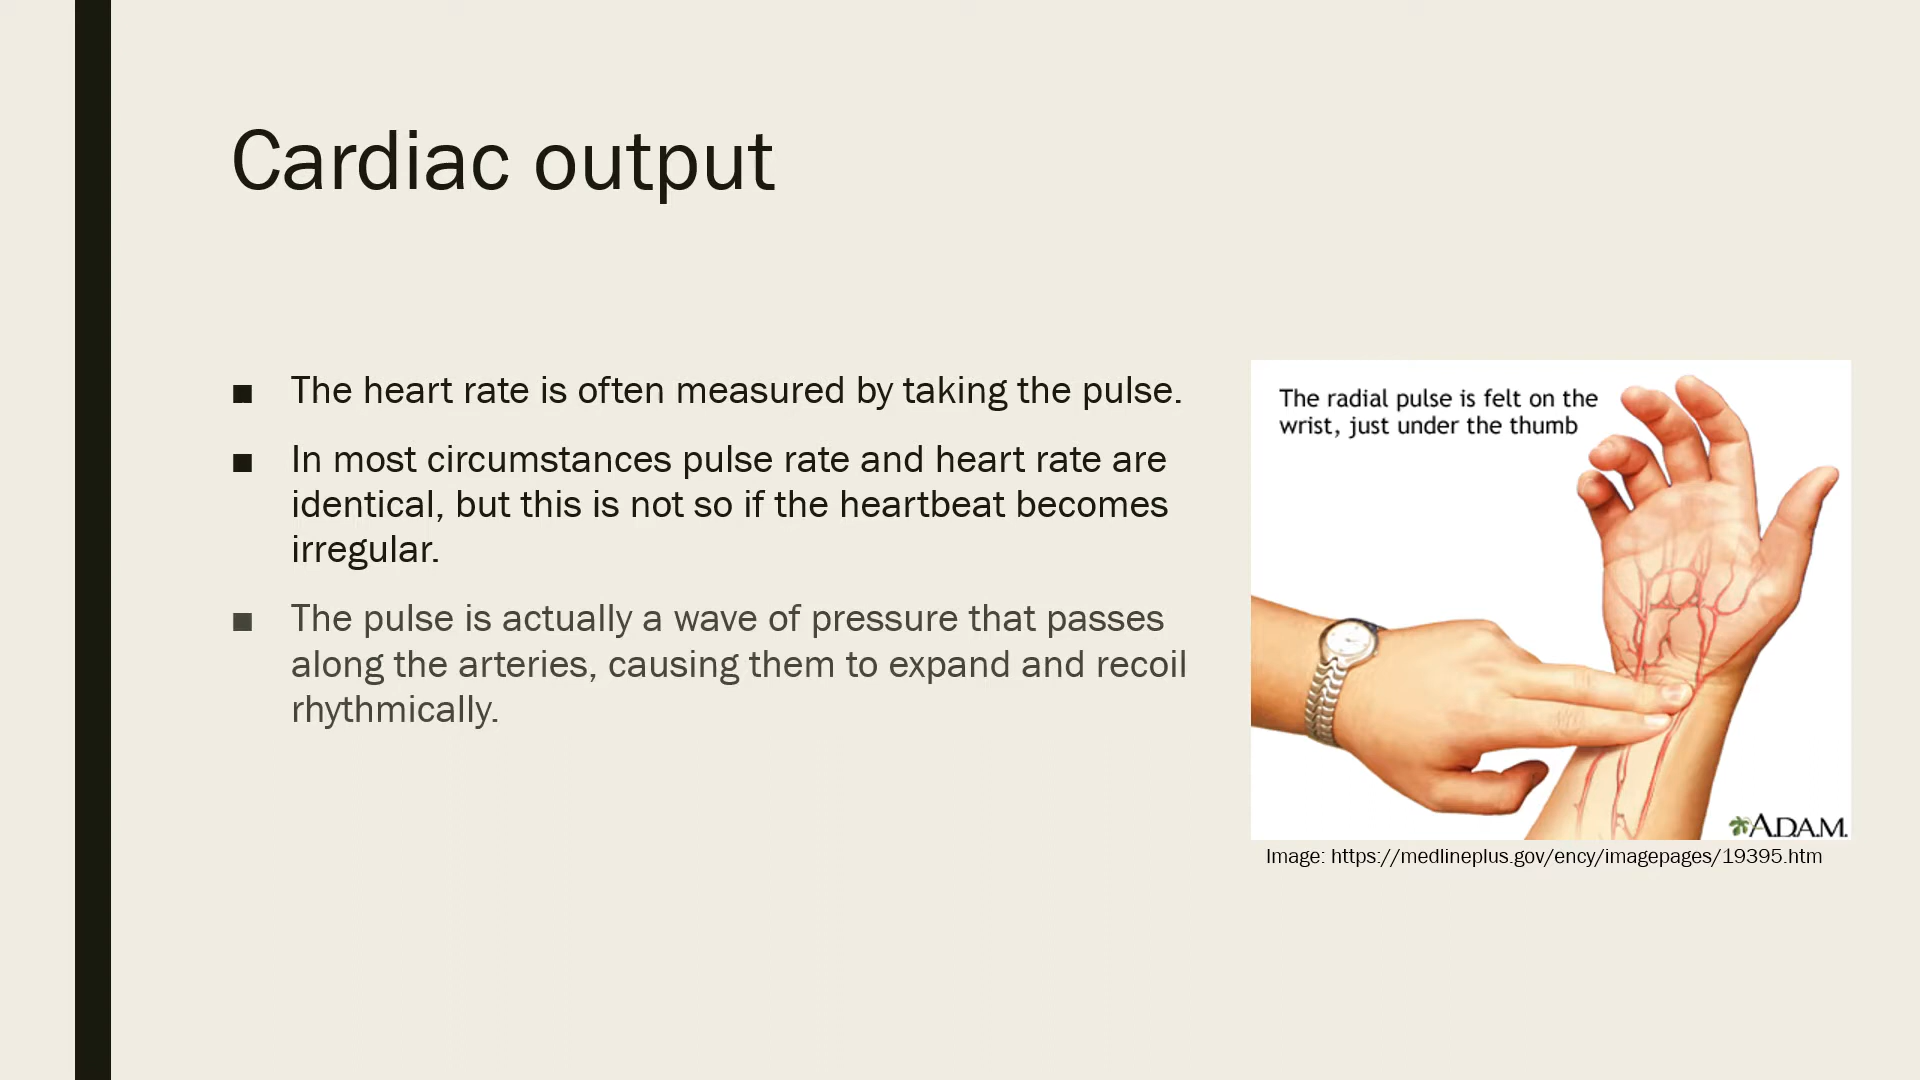 Cardiac output
■ The heart rate is often measured by taking the pulse.
■ In most circumstances pulse rate and heart rate are
identical, but this is not so if the heartbeat becomes
irregular.
■ The pulse is actually a wave of pressure that passes
along the arteries, causing them to expand and recoil
rhythmically.
The radial pulse is felt on the
wrist, just under the thumb
A.D.A.M.
Image: https://medlineplus.gov/ency/imagepages/19395.htm